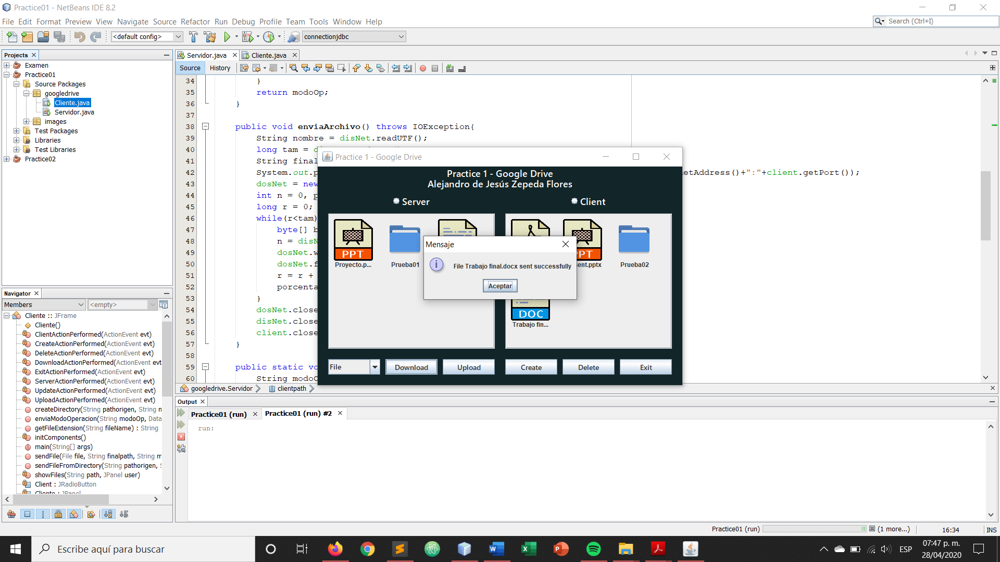 Practice01 - NetBeans IDE 8.2
File Edit Format Preview View Navigate Source Refactor Run Debug Profile Team Tools Window Help
Search (Ctrl+I)
<default config>
connectionjdbc
Projects
Examen
Practice01
Source Packages
googledrive
Cliente.java
Servidor.java
images
Test Packages
Libraries
Test Libraries
Practice02
Servidor.java
Cliente.java
Source History
34 }
35 return modoOp;
36 }
37
38 public void enviaArchivo() throws IOException{
39 String nombre = disNet.readUTF();
40 long tam = d
41 String final
42 System.out.p
etAddress()+":"+client.getPort());
43 dosNet = new
44 int n = 0, p
45 long r = 0;
46 while(r<tam)
47 byte[] b
48 n = disN
49 dosNet.w
50 dosNet.f
51 r = r +
52 porcenta
53 }
54 dosNet.close
55 disNet.close
56 client.close
57 }
58
59 public static vo
60 String modoO
googledrive.Servidor
clientpath
Practice 1 - Google Drive
Practice 1 - Google Drive
Alejandro de Jesús Zepeda Flores
Server
Client
PPT
Proyecto.p...
Prueba01
PT
ent.pptx
Prueba02
DOC
Trabajo fin...
Mensaje
File Trabajo final.docx sent successfully
Aceptar
File
Download
Upload
Create
Delete
Exit
Navigator
Members
<empty>
Cliente :: JFrame
Cliente()
ClientActionPerformed(ActionEvent evt)
CreateActionPerformed(ActionEvent evt)
DeleteActionPerformed(ActionEvent evt)
DownloadActionPerformed(ActionEvent evt
ExitActionPerformed(ActionEvent evt)
ServerActionPerformed(ActionEvent evt)
UpdateActionPerformed(ActionEvent evt)
UploadActionPerformed(ActionEvent evt)
createDirectory(String pathorigen, String n
enviaModoOperacion(String modoOp, Data
getFileExtension(String fileName) : String
initComponents()
main(String[] args)
sendFile(File file, String finalpath, String m
sendFileFromDirectory(String pathorigen, S
showFiles(String path, JPanel user)
Client : JRadioButton
Cliente : JPanel
Output
Practice01 (run)
Practice01 (run) #2
run:
Practice01 (run)
(1 more...)
16:34
INS
Escribe aquí para buscar
ESP
07:47 p. m.
28/04/2020